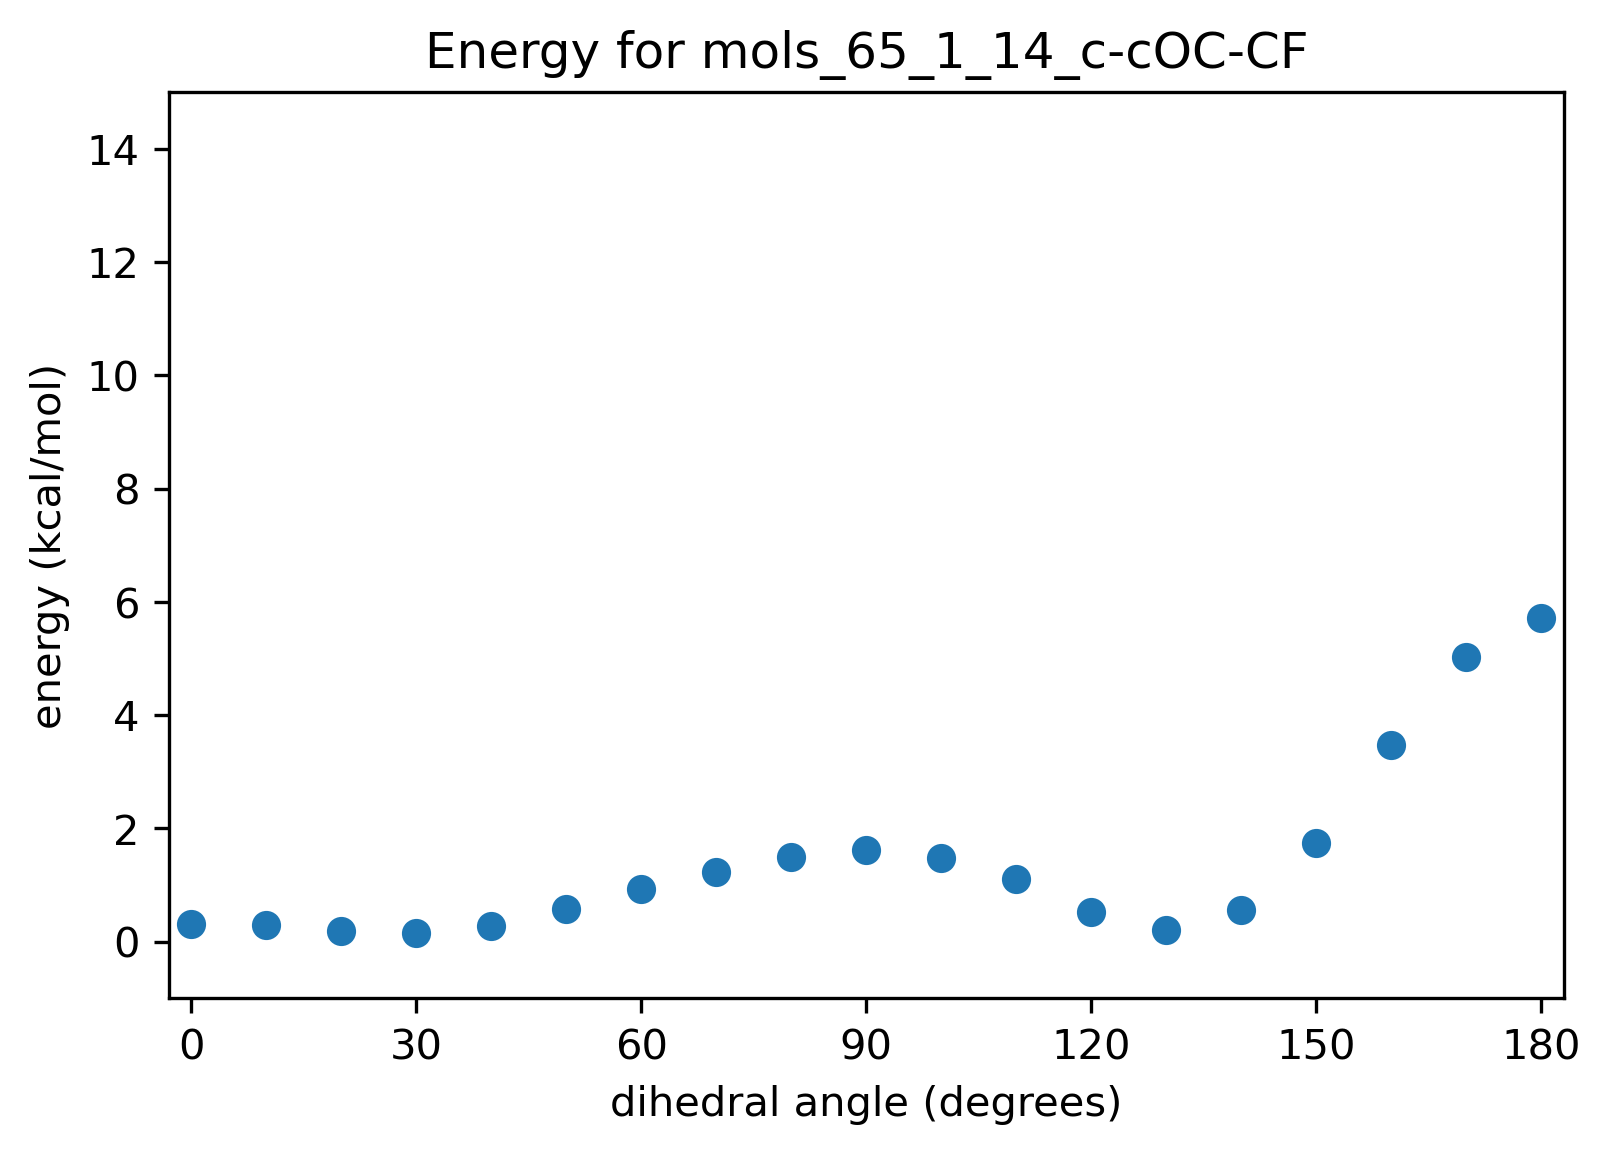 Energy for mols_65_1_14_c-cOC-CF
14
12
10
8
6
4
2
0
energy (kcal/mol)
0 30 60 90 120 150 180
dihedral angle (degrees)